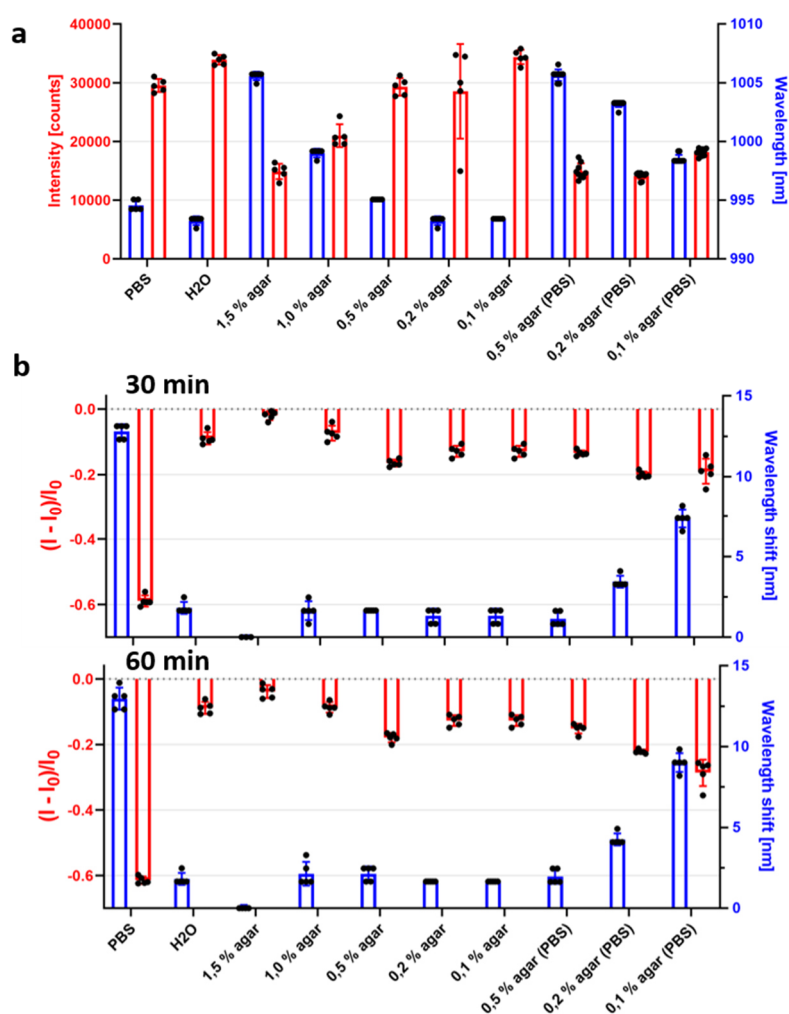 a
40000
30000
20000
10000
0
Intensity [counts]
1010
1005
1000
995
990
Wavelength [nm]
PBS
H2O
1,5 % agar
1,0 % agar
0,5 % agar
0,2 % agar
0,1 % agar
0,5 % agar (PBS)
0,2 % agar (PBS)
0,1 % agar (PBS)
b
30 min
0.0
-0.2
-0.4
-0.6
(I - I0)/I0
15
10
5
0
Wavelength shift [nm]
60 min
0.0
-0.2
-0.4
-0.6
(I - I0)/I0
15
10
5
0
Wavelength shift [nm]
PBS
H2O
1,5 % agar
1,0 % agar
0,5 % agar
0,2 % agar
0,1 % agar
0,5 % agar (PBS)
0,2 % agar (PBS)
0,1 % agar (PBS)